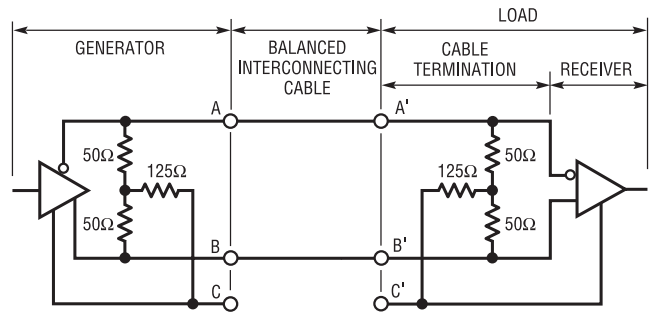 LOAD
GENERATOR
BALANCED
INTERCONNECTING
CABLE
CABLE
TERMINATION
RECEIVER
A
A'
50Ω
125Ω
50Ω
125Ω
50Ω
50Ω
B
B'
C
C'